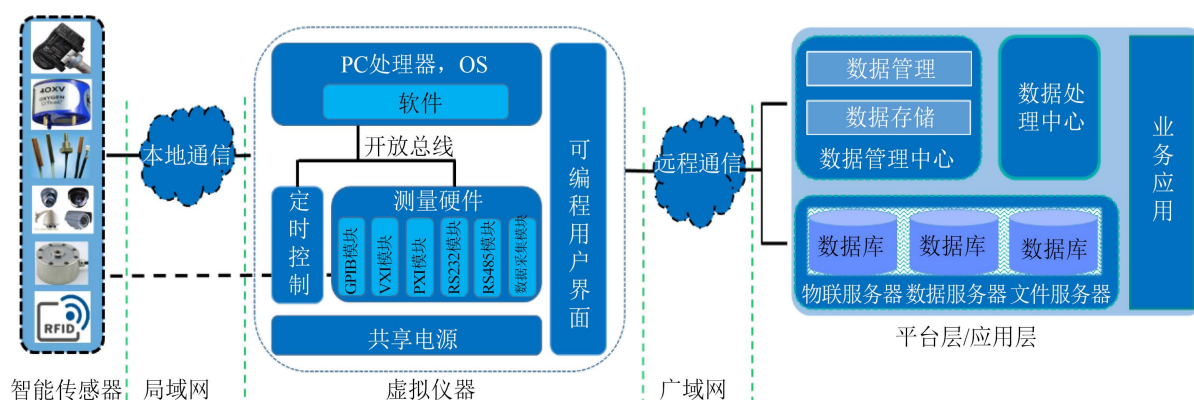 4OXV
OXYGEN
CiTiceL
RFID
智能传感器
本地通信
局域网
PC处理器，OS
软件
开放总线
定时控制
测量硬件
GPIB模块
VXI模块
PXI模块
RS232模块
RS485模块
数据采集模块
共享电源
可编程用户界面
虚拟仪器
远程通信
广域网
数据管理
数据存储
数据管理中心
数据处
理中心
数据库
数据库
数据库
物联服务器 数据服务器 文件服务器
业务应用
平台层/应用层